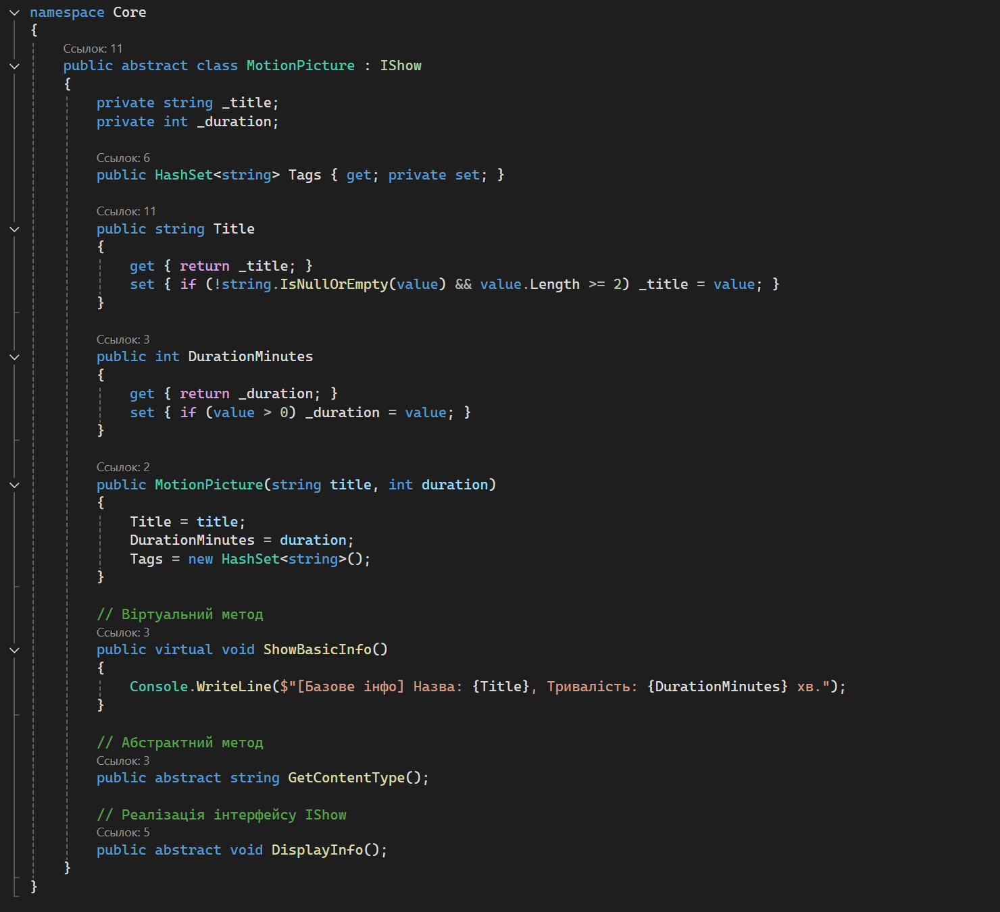 namespace Core
{
Ссылок: 11
public abstract class MotionPicture : IShow
{
private string _title;
private int _duration;
Ссылок: 6
public HashSet<string> Tags { get; private set; }
Ссылок: 11
public string Title
{
get { return _title; }
set { if (!string.IsNullOrEmpty(value) && value.Length >= 2) _title = value; }
}
Ссылок: 3
public int DurationMinutes
{
get { return _duration; }
set { if (value > 0) _duration = value; }
}
Ссылок: 2
public MotionPicture(string title, int duration)
{
Title = title;
DurationMinutes = duration;
Tags = new HashSet<string>();
}
// Віртуальний метод
Ссылок: 3
public virtual void ShowBasicInfo()
{
Console.WriteLine($"[Базове інфо] Назва: {Title}, Тривалість: {DurationMinutes} хв.");
}
// Абстрактний метод
Ссылок: 3
public abstract string GetContentType();
// Реалізація інтерфейсу IShow
Ссылок: 5
public abstract void DisplayInfo();
}
}